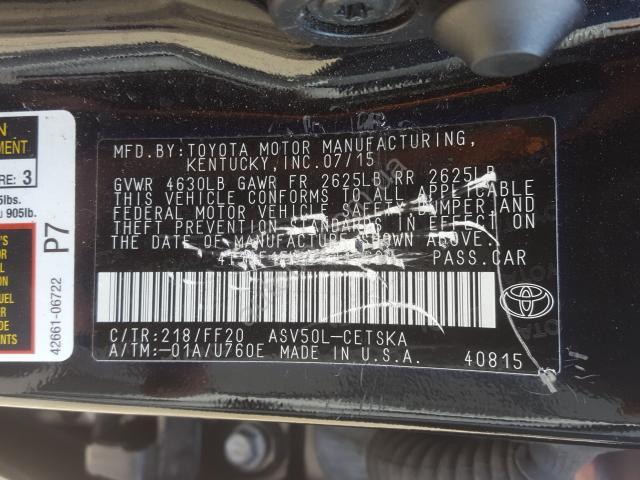 N
EMENT
RE: 3
5lbs.
905lb.
P7
42661-06722
MFD.BY:TOYOTA MOTOR MANUFACTURING,
KENTUCKY,INC.07/15
GVWR 4630LB GAWR FR 2625LB RR 2625LB
THIS VEHICLE CONFORMS TO ALL APPLICABLE
FEDERAL MOTOR VEHICLE SAFETY, BUMPER AND
THEFT PREVENTION STANDARDS IN EFFECT ON
THE DATE OF MANUFACTURE SHOWN ABOVE.
PASS.CAR
C/TR:218/FF20 ASV50L-CETSKA
A/TM:-01A/U760E MADE IN U.S.A. 40815